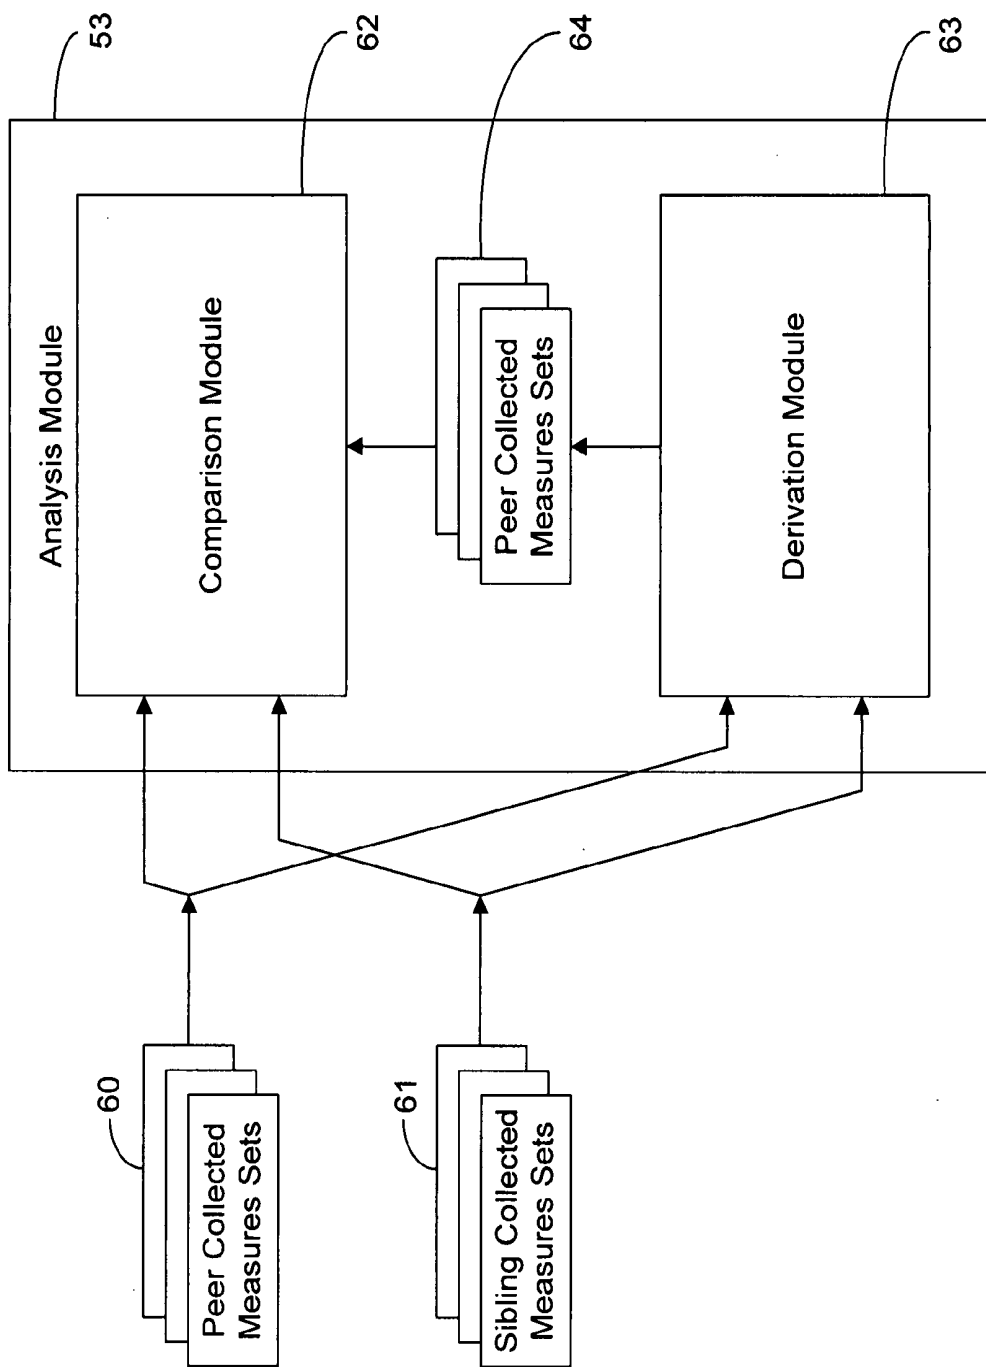 53
Analysis Module
62
Comparison Module
64
Peer Collected
Measures Sets
63
Derivation Module
60
Peer Collected
Measures Sets
61
Sibling Collected
Measures Sets